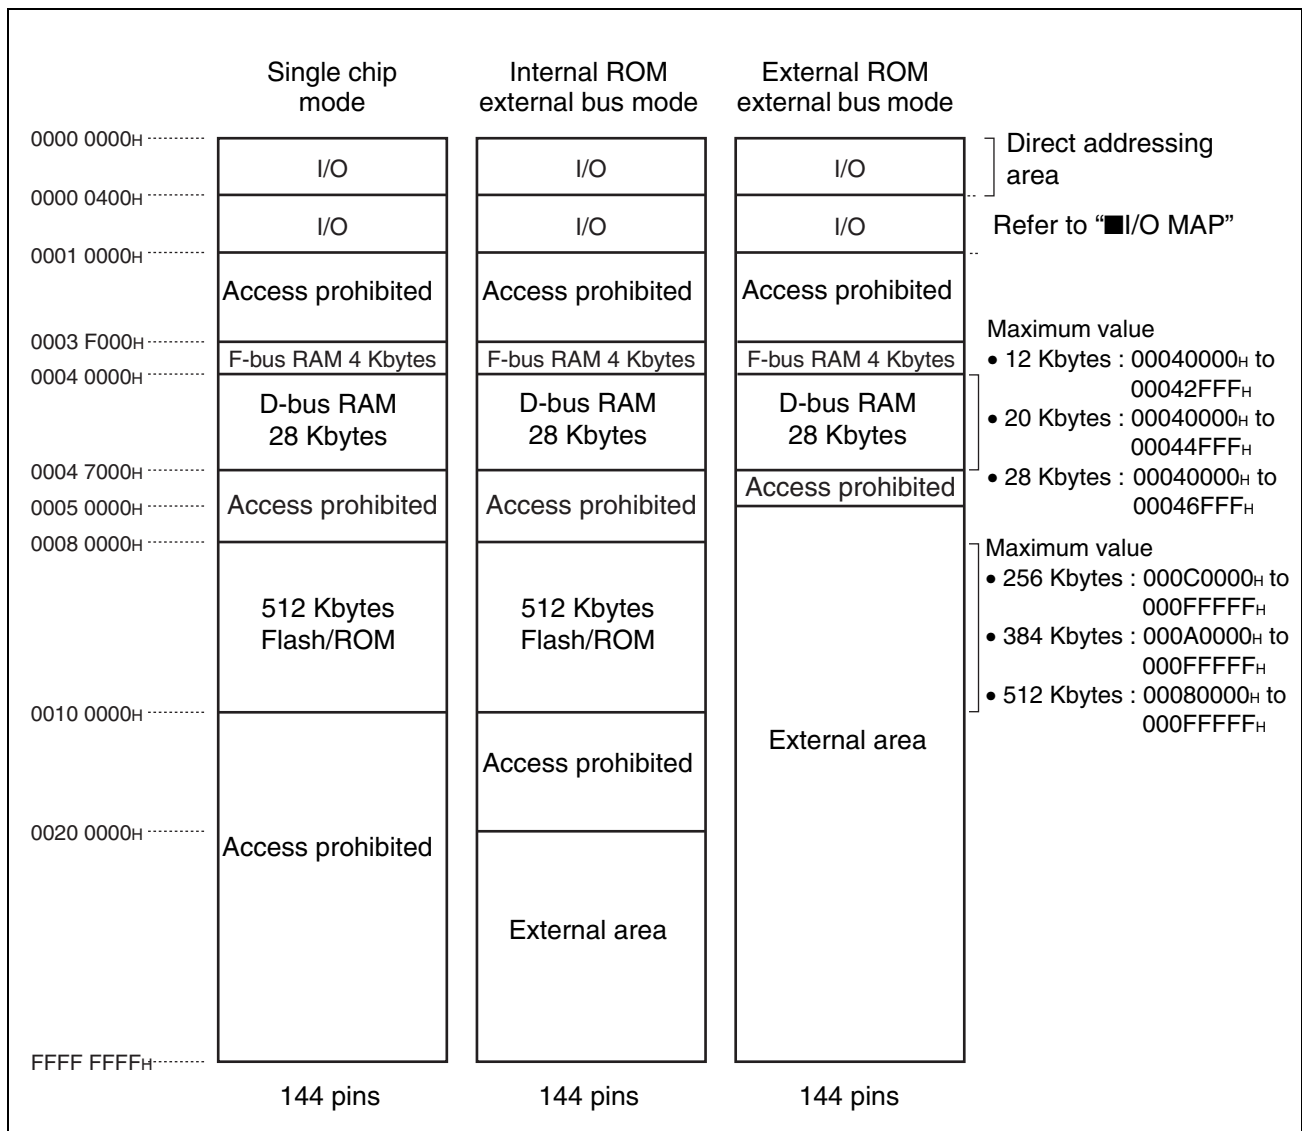 Single chip
mode
Internal ROM
external bus mode
External ROM
external bus mode
0000 0000H
I/O
I/O
I/O
Direct addressing
area
0000 0400H
I/O
I/O
I/O
Refer to “■I/O MAP”
0001 0000H
Access prohibited
Access prohibited
Access prohibited
0003 F000H
F-bus RAM 4 Kbytes
F-bus RAM 4 Kbytes
F-bus RAM 4 Kbytes
0004 0000H
D-bus RAM
28 Kbytes
D-bus RAM
28 Kbytes
D-bus RAM
28 Kbytes
Maximum value
• 12 Kbytes : 00040000H to
00042FFFH
• 20 Kbytes : 00040000H to
00044FFFH
• 28 Kbytes : 00040000H to
00046FFFH
0004 7000H
Access prohibited
Access prohibited
Access prohibited
0005 0000H
0008 0000H
512 Kbytes
Flash/ROM
512 Kbytes
Flash/ROM
Maximum value
• 256 Kbytes : 000C0000H to
000FFFFFH
• 384 Kbytes : 000A0000H to
000FFFFFH
• 512 Kbytes : 00080000H to
000FFFFFH
0010 0000H
Access prohibited
External area
0020 0000H
Access prohibited
External area
FFFF FFFFH
144 pins
144 pins
144 pins